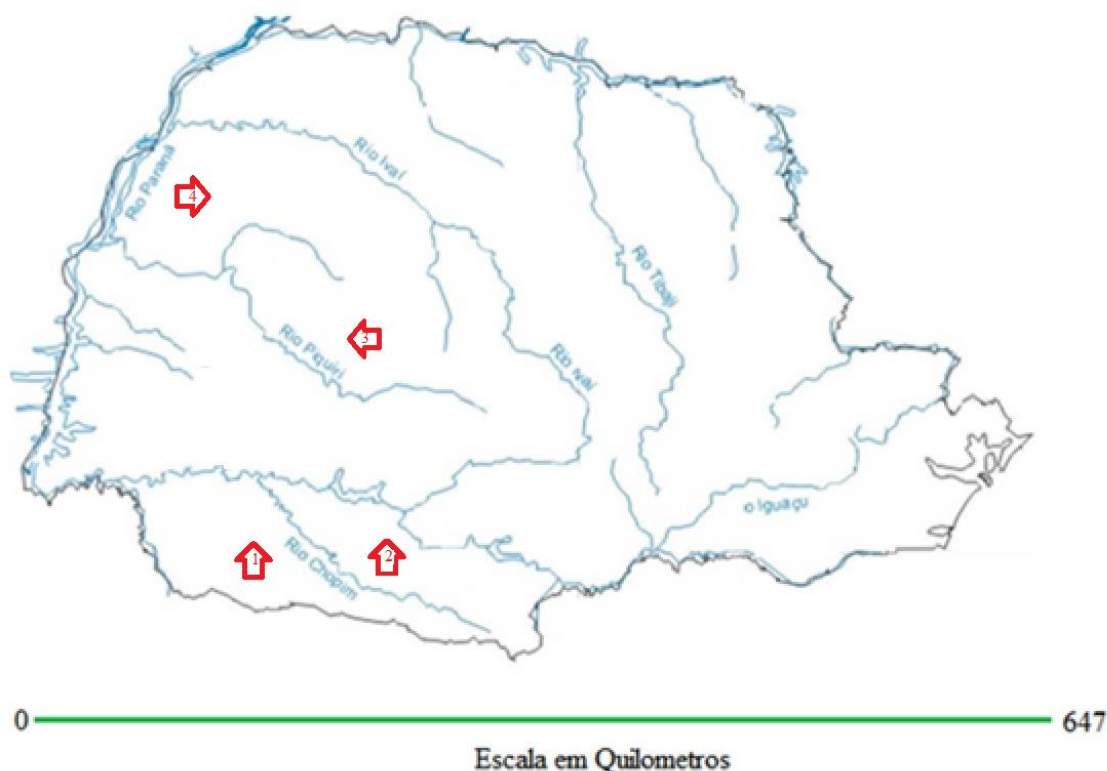 Rio Ivaí
Rio Paraná
4
Rio Tibaji
Rio Piquiri
3
Rio Ivaí
o Iguaçu
1
Rio Chopim
2
0
647
Escala em Quilometros